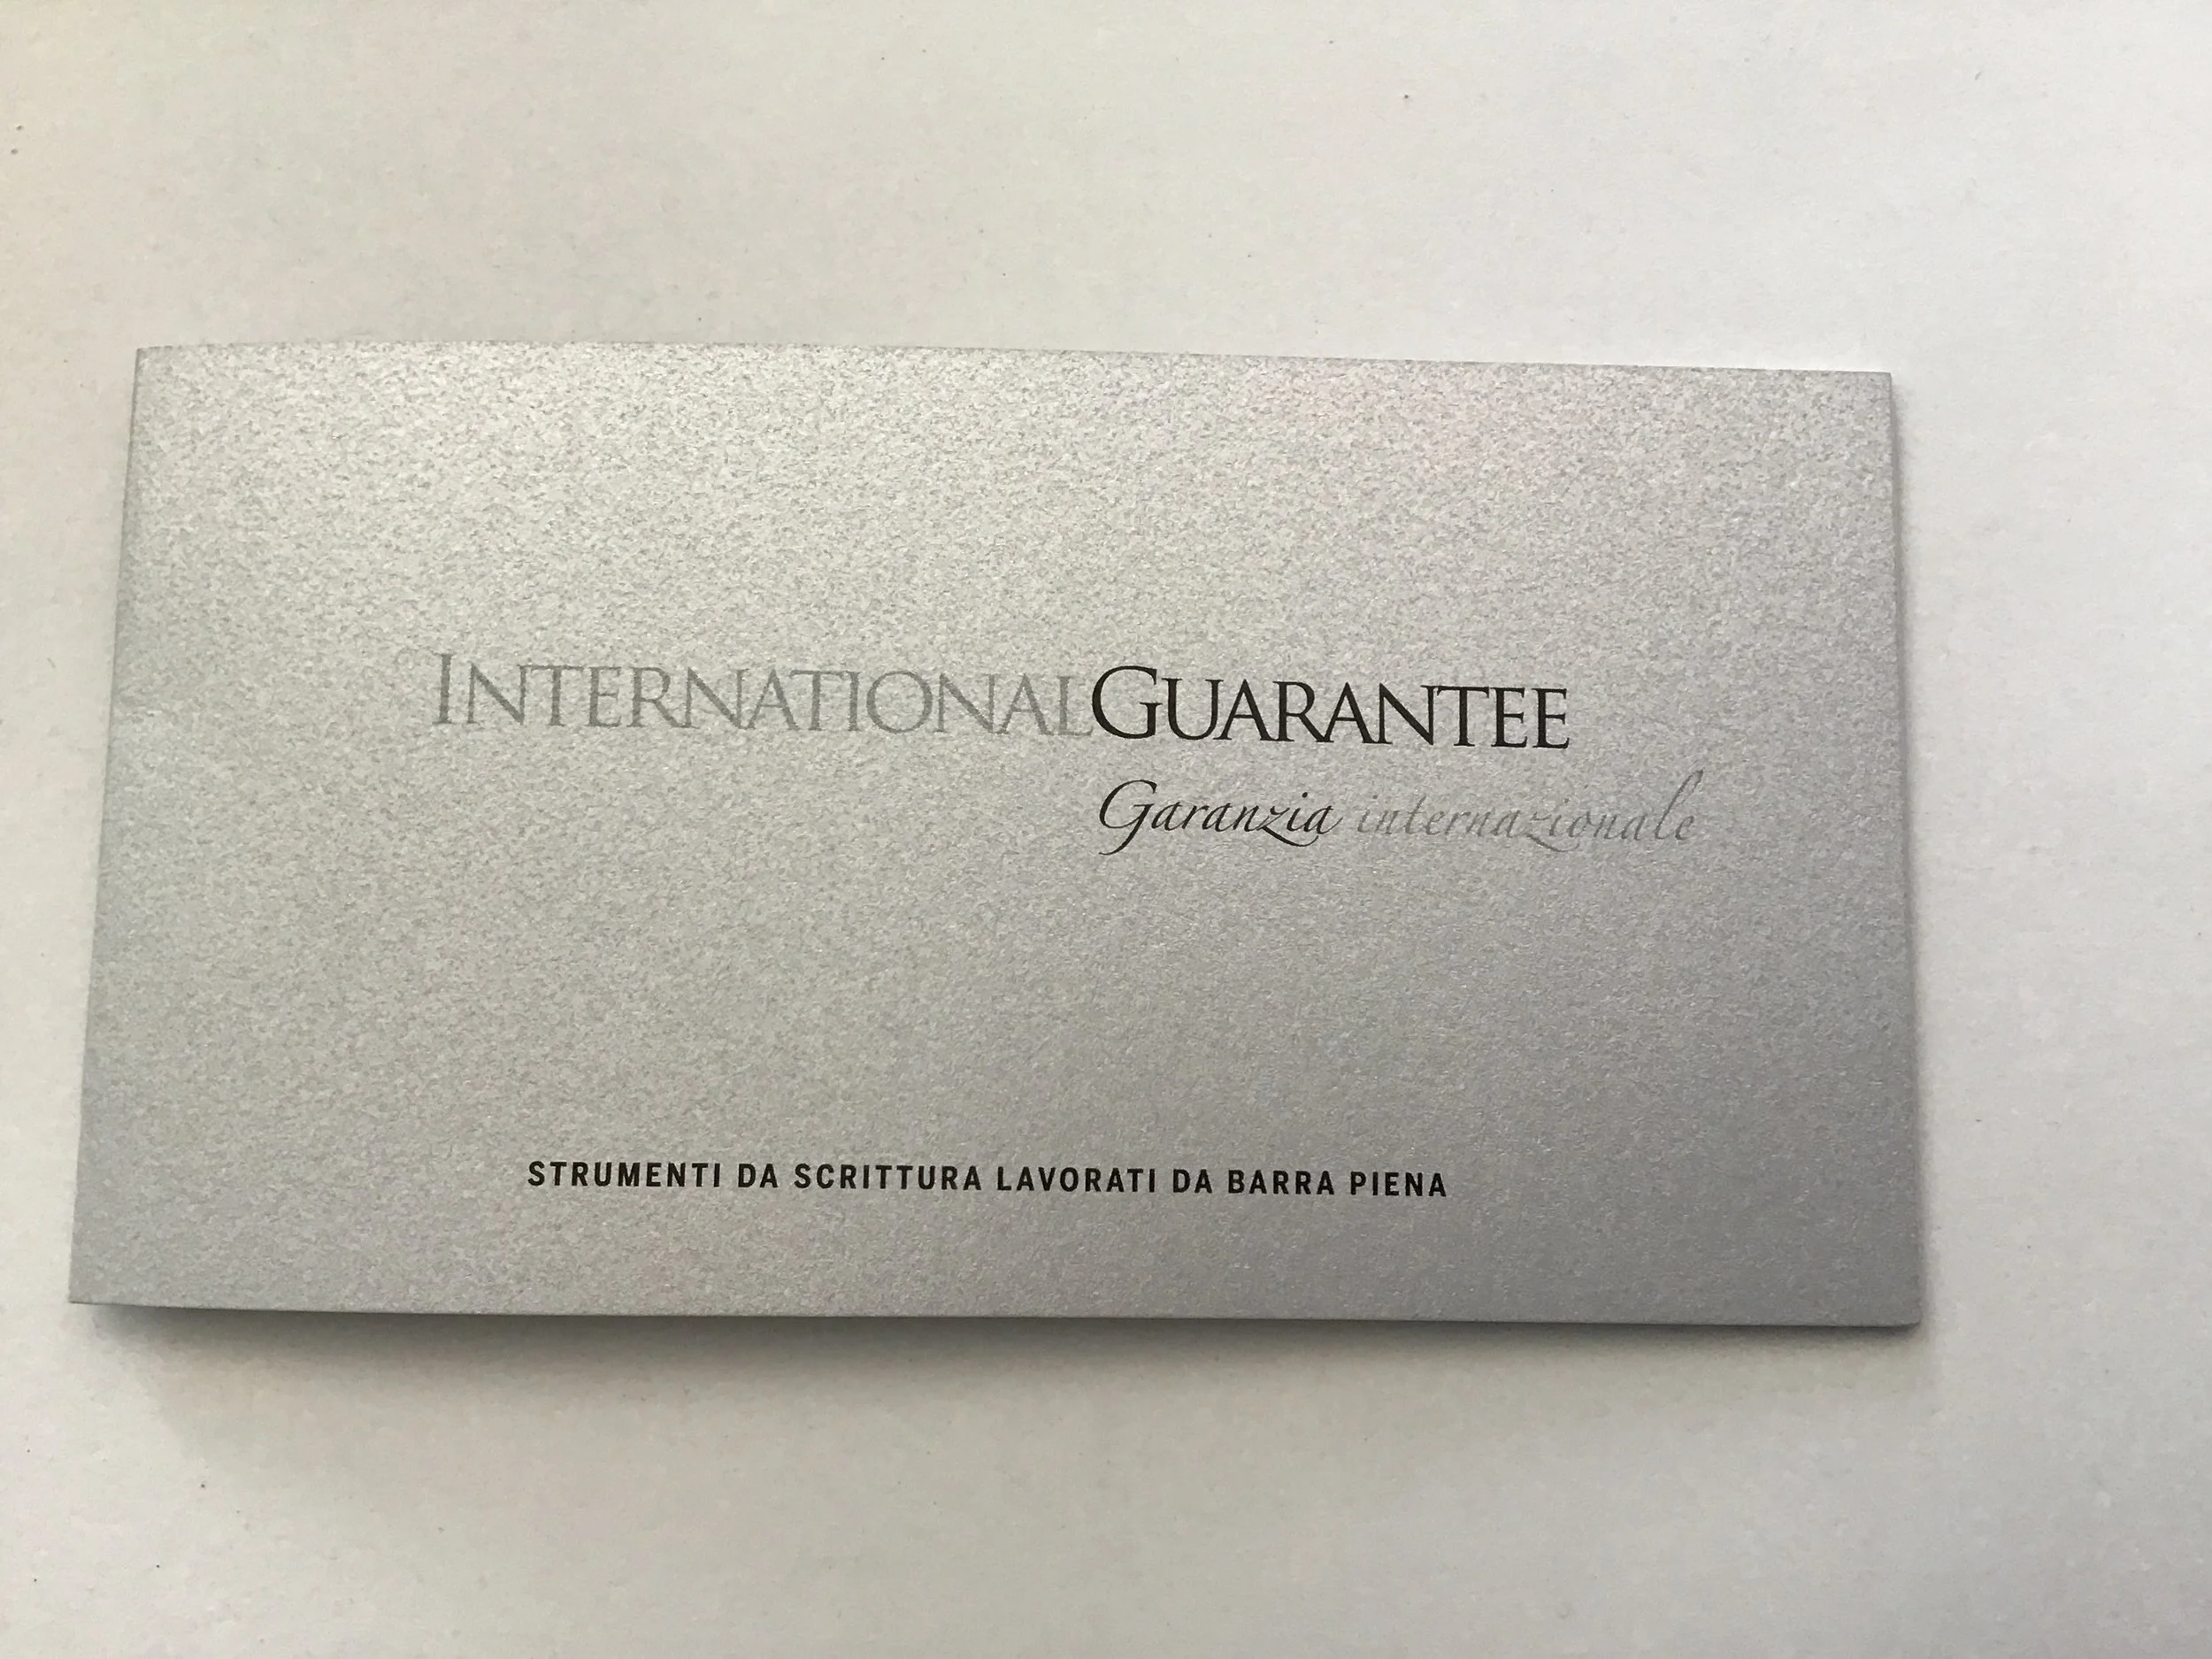 INTERNATIONALGUARANTEE
Garanzia internazionale
STRUMENTI DA SCRITTURA LAVORATI DA BARRA PIENA